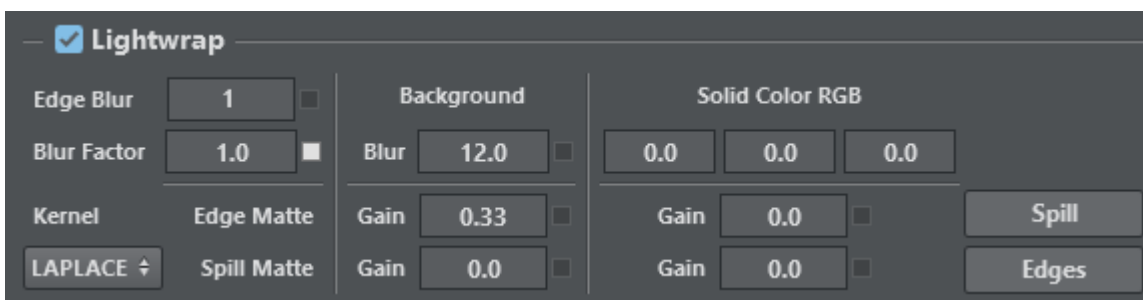 Lightwrap
Edge Blur 1 Background Solid Color RGB
Blur Factor 1.0 Blur 12.0 0.0 0.0 0.0
Kernel Edge Matte Gain 0.33 Gain 0.0 Spill
LAPLACE Spill Matte Gain 0.0 Gain 0.0 Edges